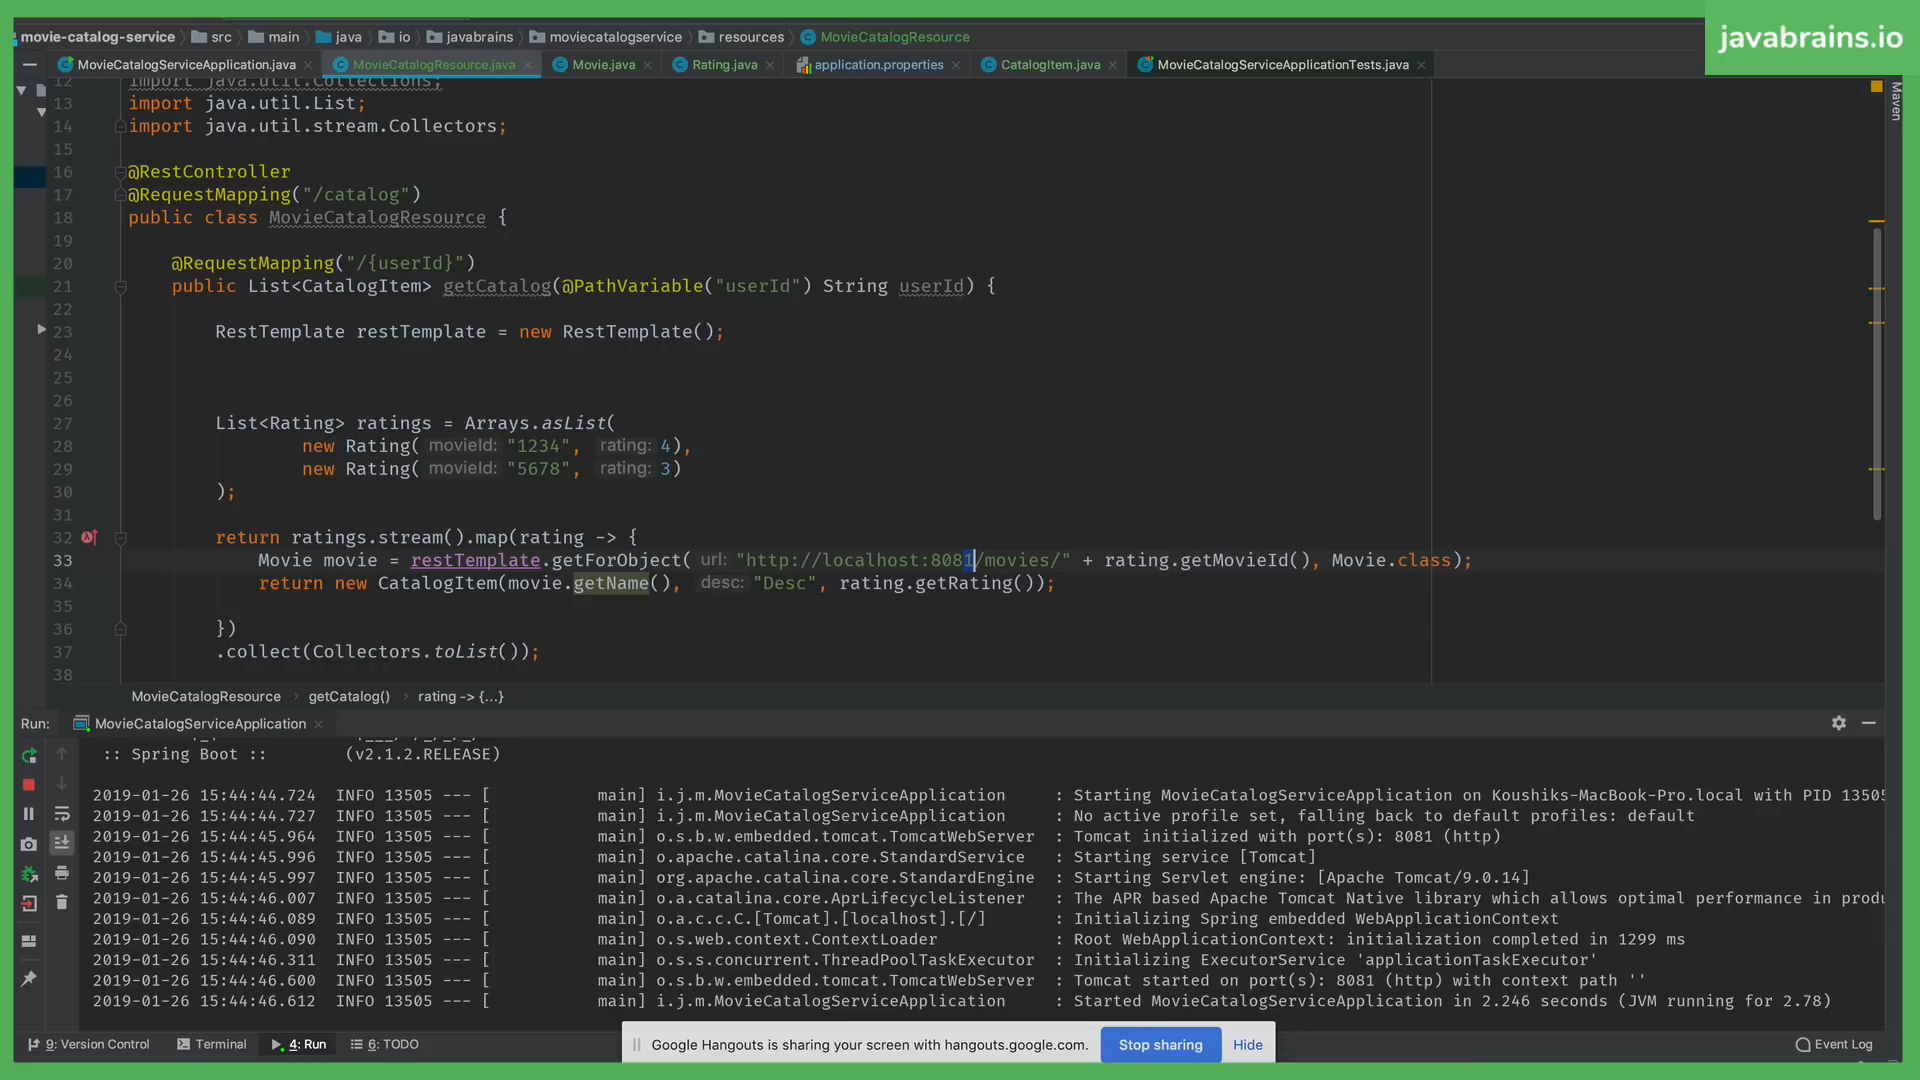 javabrains.io
movie-catalog-service src main java io javabrains moviecatalogservice resources MovieCatalogResource
MovieCatalogServiceApplication.java MovieCatalogResource.java Movie.java Rating.java application.properties CatalogItem.java MovieCatalogServiceApplicationTests.java
Maven
12 import java.util.Collections;
13 import java.util.List;
14 import java.util.stream.Collectors;
15
16 @RestController
17 @RequestMapping("/catalog")
18 public class MovieCatalogResource {
19
20 @RequestMapping("/{userId}")
21 public List<CatalogItem> getCatalog(@PathVariable("userId") String userId) {
22
23 RestTemplate restTemplate = new RestTemplate();
24
25
26
27 List<Rating> ratings = Arrays.asList(
28 new Rating( movieId: "1234", rating: 4),
29 new Rating( movieId: "5678", rating: 3)
30 );
31
32 return ratings.stream().map(rating -> {
33 Movie movie = restTemplate.getForObject( url: "http://localhost:8081/movies/" + rating.getMovieId(), Movie.class);
34 return new CatalogItem(movie.getName(), desc: "Desc", rating.getRating());
35
36 })
37 .collect(Collectors.toList());
38
MovieCatalogResource getCatalog() rating -> {...}
Run: MovieCatalogServiceApplication
:: Spring Boot :: (v2.1.2.RELEASE)
2019-01-26 15:44:44.724 INFO 13505 --- [ main] i.j.m.MovieCatalogServiceApplication : Starting MovieCatalogServiceApplication on Koushiks-MacBook-Pro.local with PID 13505
2019-01-26 15:44:44.727 INFO 13505 --- [ main] i.j.m.MovieCatalogServiceApplication : No active profile set, falling back to default profiles: default
2019-01-26 15:44:45.964 INFO 13505 --- [ main] o.s.b.w.embedded.tomcat.TomcatWebServer : Tomcat initialized with port(s): 8081 (http)
2019-01-26 15:44:45.996 INFO 13505 --- [ main] o.apache.catalina.core.StandardService : Starting service [Tomcat]
2019-01-26 15:44:45.997 INFO 13505 --- [ main] org.apache.catalina.core.StandardEngine : Starting Servlet engine: [Apache Tomcat/9.0.14]
2019-01-26 15:44:46.007 INFO 13505 --- [ main] o.a.catalina.core.AprLifecycleListener : The APR based Apache Tomcat Native library which allows optimal performance in produ
2019-01-26 15:44:46.089 INFO 13505 --- [ main] o.a.c.c.C.[Tomcat].[localhost].[/] : Initializing Spring embedded WebApplicationContext
2019-01-26 15:44:46.090 INFO 13505 --- [ main] o.s.web.context.ContextLoader : Root WebApplicationContext: initialization completed in 1299 ms
2019-01-26 15:44:46.311 INFO 13505 --- [ main] o.s.s.concurrent.ThreadPoolTaskExecutor : Initializing ExecutorService 'applicationTaskExecutor'
2019-01-26 15:44:46.600 INFO 13505 --- [ main] o.s.b.w.embedded.tomcat.TomcatWebServer : Tomcat started on port(s): 8081 (http) with context path ''
2019-01-26 15:44:46.612 INFO 13505 --- [ main] i.j.m.MovieCatalogServiceApplication : Started MovieCatalogServiceApplication in 2.246 seconds (JVM running for 2.78)
9: Version Control Terminal 4: Run 6: TODO Event Log
Google Hangouts is sharing your screen with hangouts.google.com. Stop sharing Hide